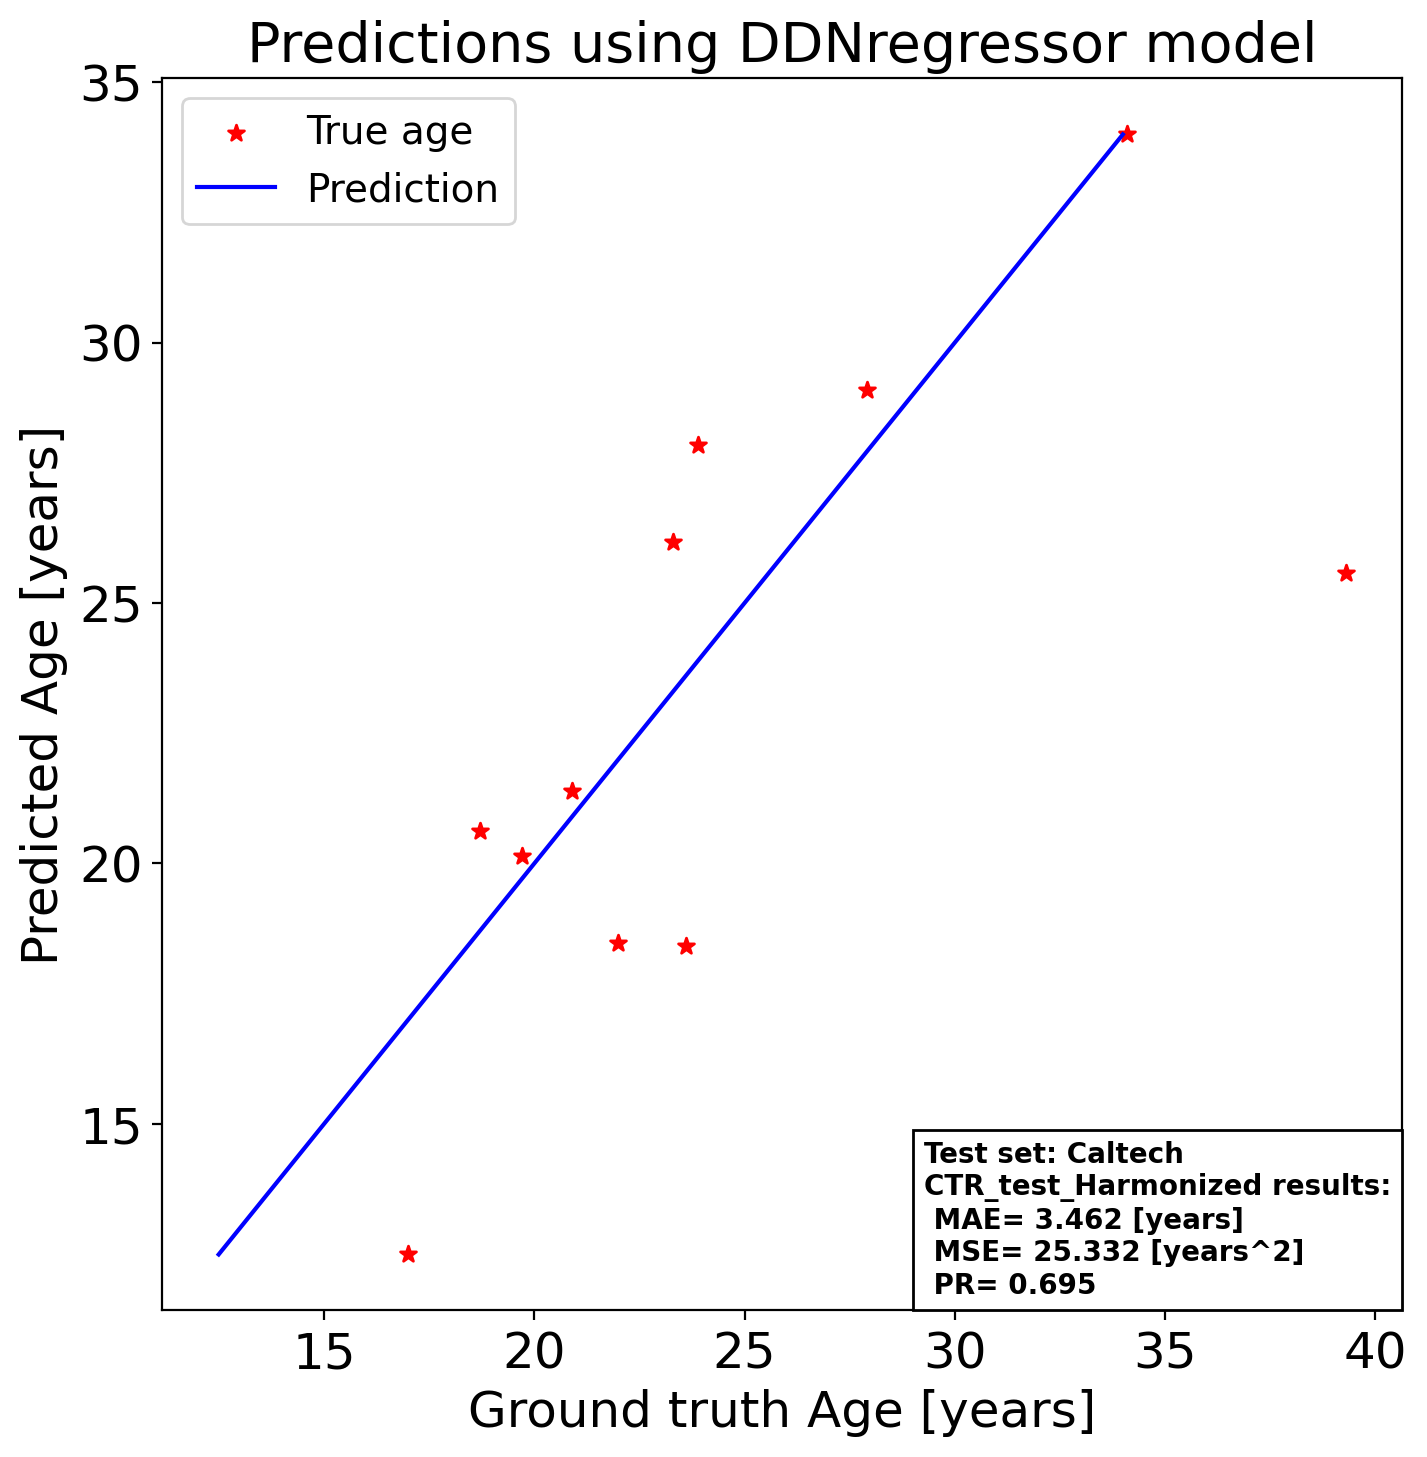 Predictions using DDNregressor model
35
True age
Prediction
30
25
20
15
Predicted Age [years]
Test set: Caltech
CTR_test_Harmonized results:
MAE= 3.462 [years]
MSE= 25.332 [years^2]
PR= 0.695
15 20 25 30 35 40
Ground truth Age [years]